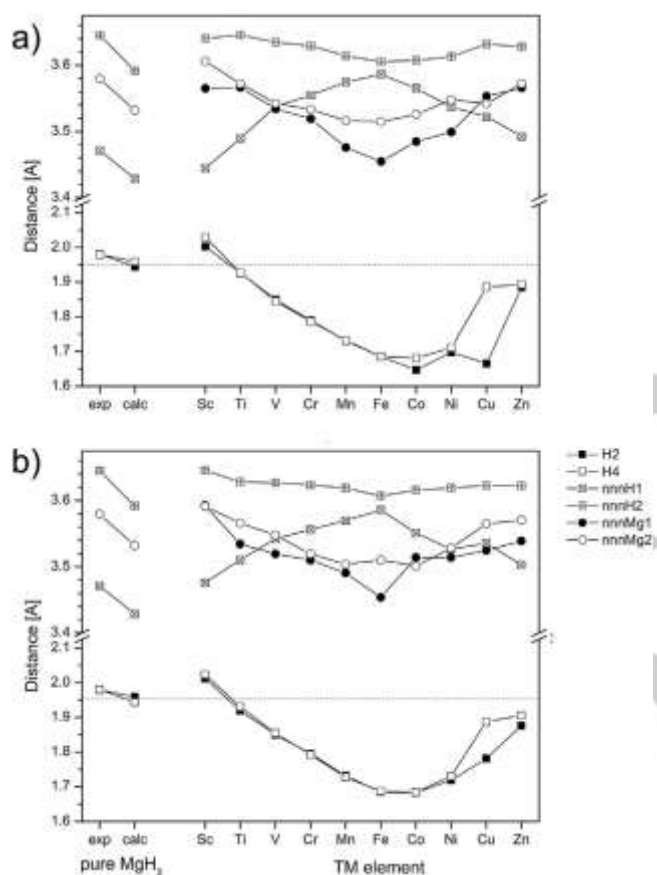 a)
Distance [A]
3.6
3.5
3.4
2.1
2.0
1.9
1.8
1.7
1.6
exp calc Sc Ti V Cr Mn Fe Co Ni Cu Zn
b)
Distance [A]
3.6
3.5
3.4
2.1
2.0
1.9
1.8
1.7
1.6
exp calc Sc Ti V Cr Mn Fe Co Ni Cu Zn
pure MgH₂ TM element
H2
H4
nnnH1
nnnH2
nnnMg1
nnnMg2